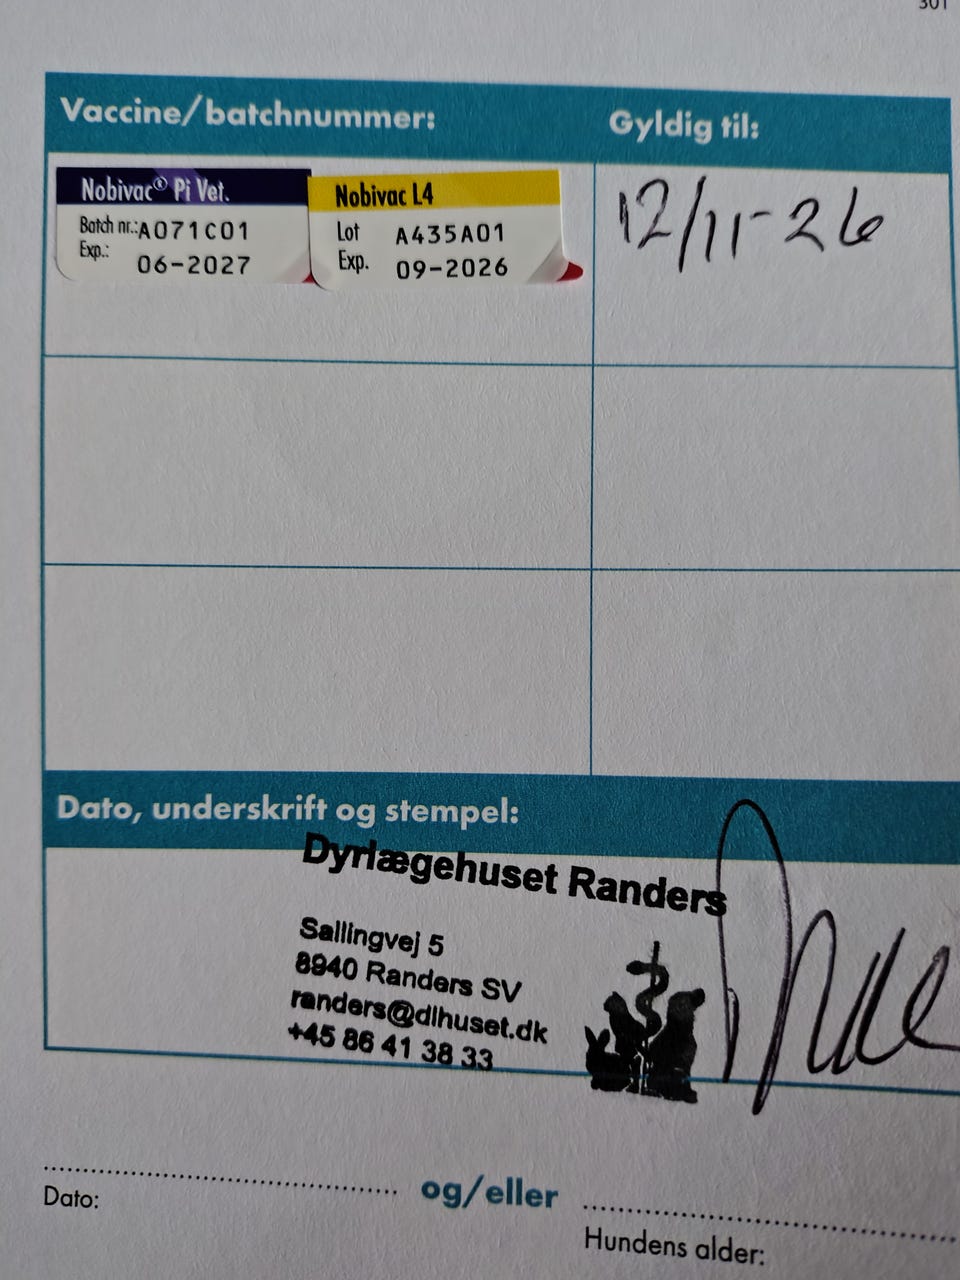 301
Vaccine/batchnummer:
Gyldig til:
Nobivac® Pi Vet.
Batch nr.: A071C01
Exp.: 06-2027
Nobivac L4
Lot A435A01
Exp. 09-2026
12/11-26
Dato, underskrift og stempel:
Dyrlægehuset Randers
Sallingvej 5
8940 Randers SV
randers@dlhuset.dk
+45 86 41 38 33
og/eller
Dato:
Hundens alder: